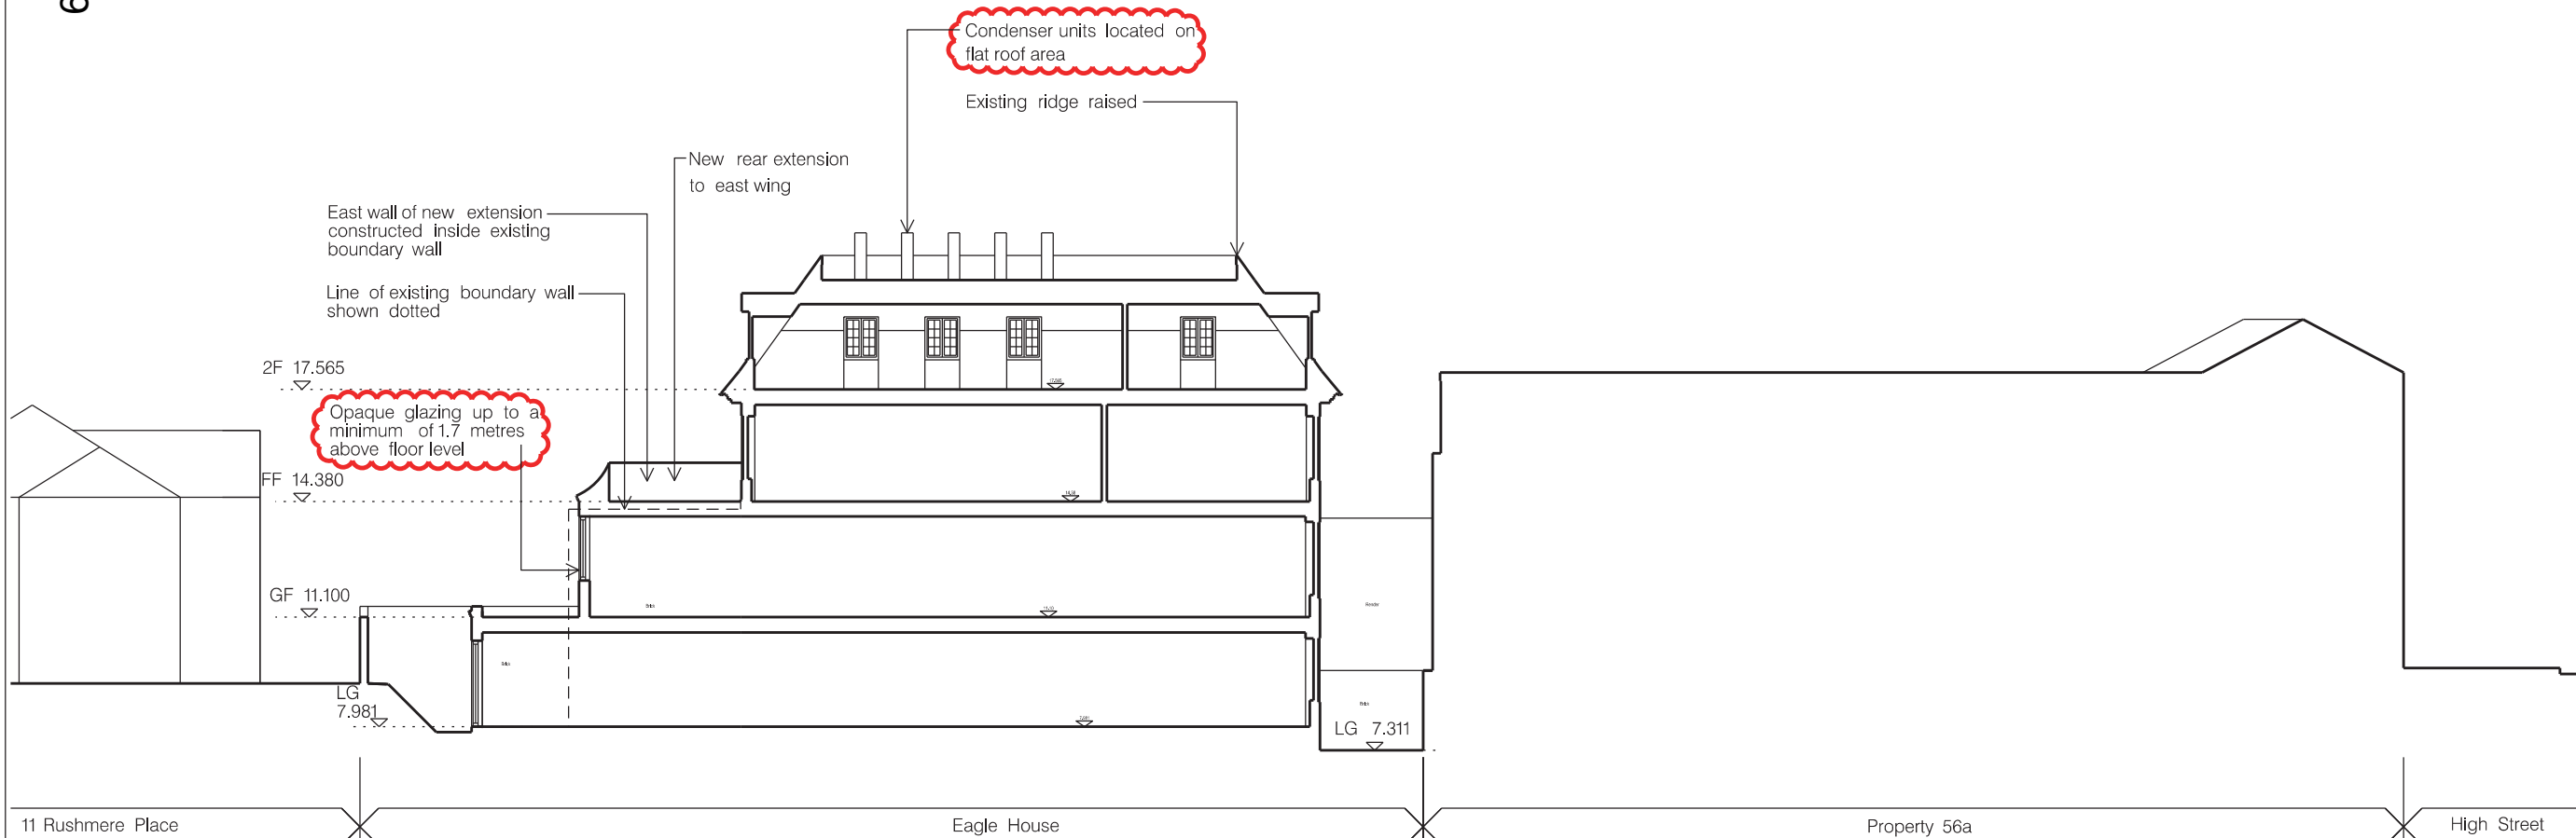 Condenser units located on
flat roof area
Existing ridge raised
New rear extension
to east wing
East wall of new extension
constructed inside existing
boundary wall
Line of existing boundary wall
shown dotted
2F 17.565
Opaque glazing up to a
minimum of 1.7 metres
above floor level
FF 14.380
GF 11.100
Render
LG
7.981
LG 7.311
11 Rushmere Place
Eagle House
Property 56a
High Street